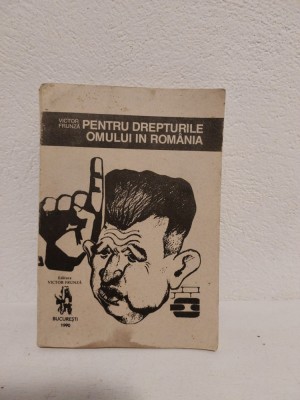 VICTOR
FRUNZĂ
PENTRU DREPTURILE
OMULUI IN ROMÂNIA
Editura
VICTOR FRUNZĂ
BUCUREȘTI
1990